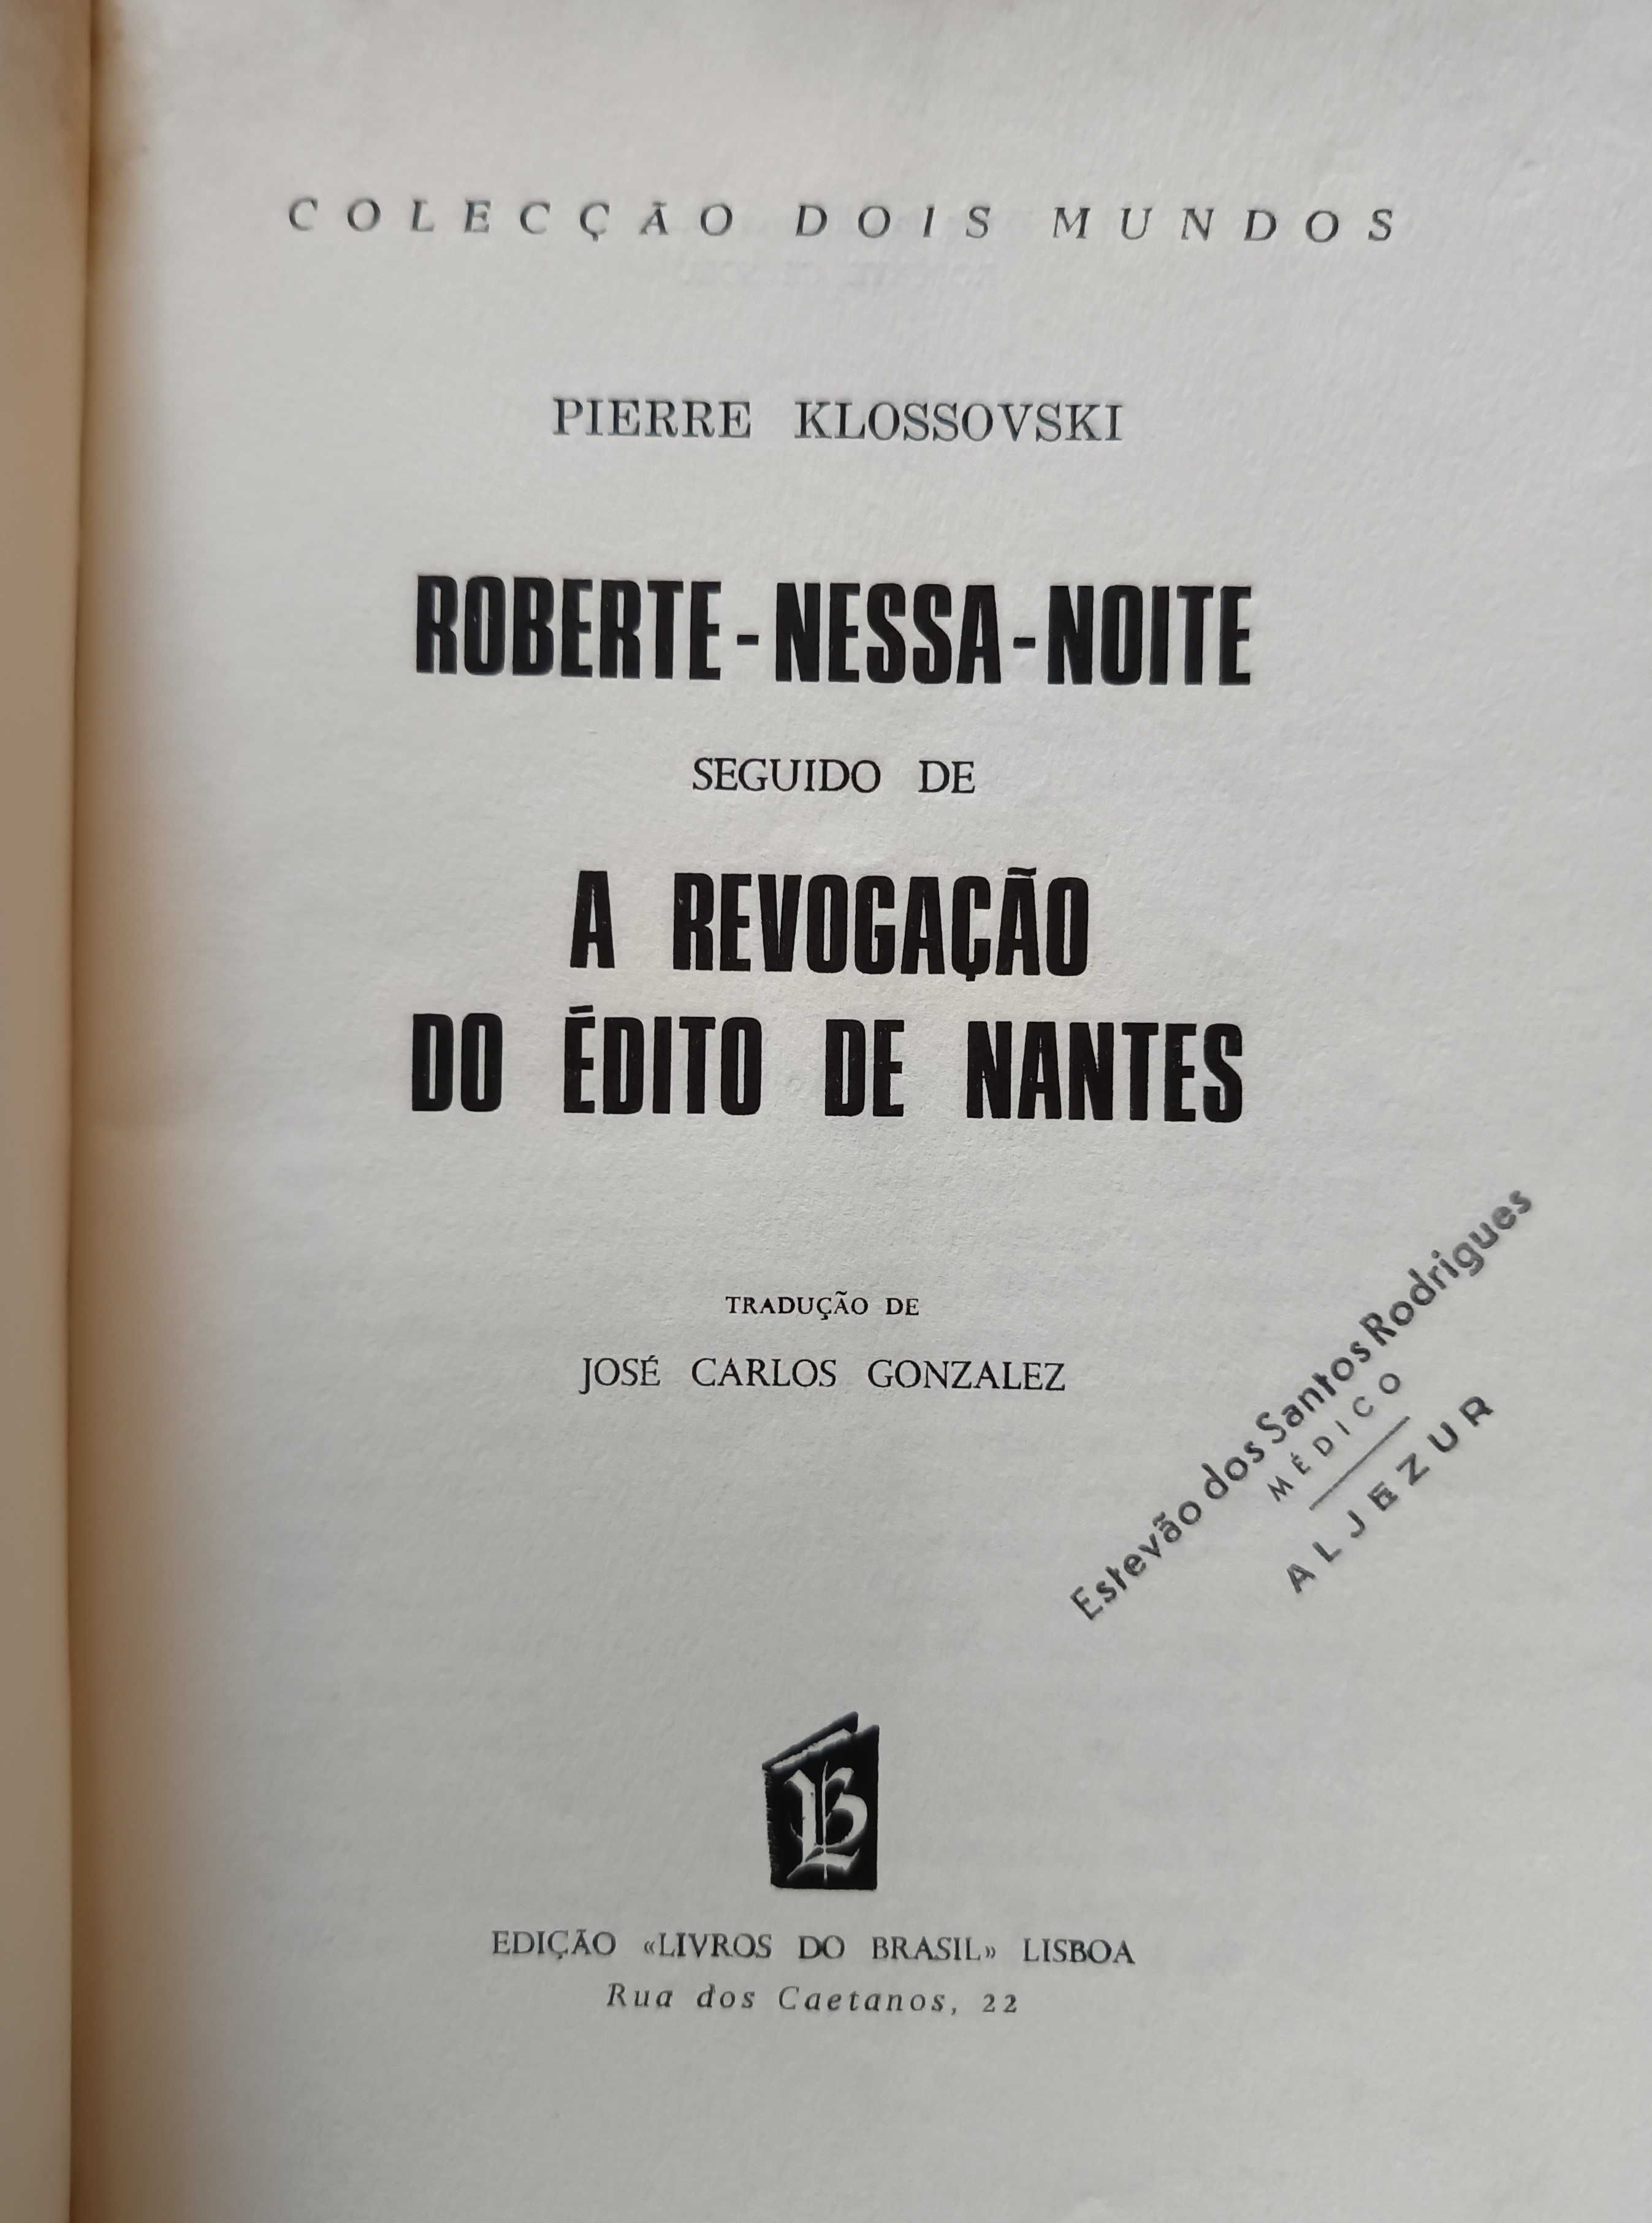 COLECÇÃO DOIS MUNDOS
PIERRE KLOSSOVSKI
ROBERTE-NESSA-NOITE
SEGUIDO DE
A REVOGAÇÃO
DO ÉDITO DE NANTES
TRADUÇÃO DE
JOSÉ CARLOS GONZALEZ
Estevão dos Santos Rodrigues
MÉDICO
ALJEZUR
LB
EDIÇÃO «LIVROS DO BRASIL» LISBOA
Rua dos Caetanos, 22